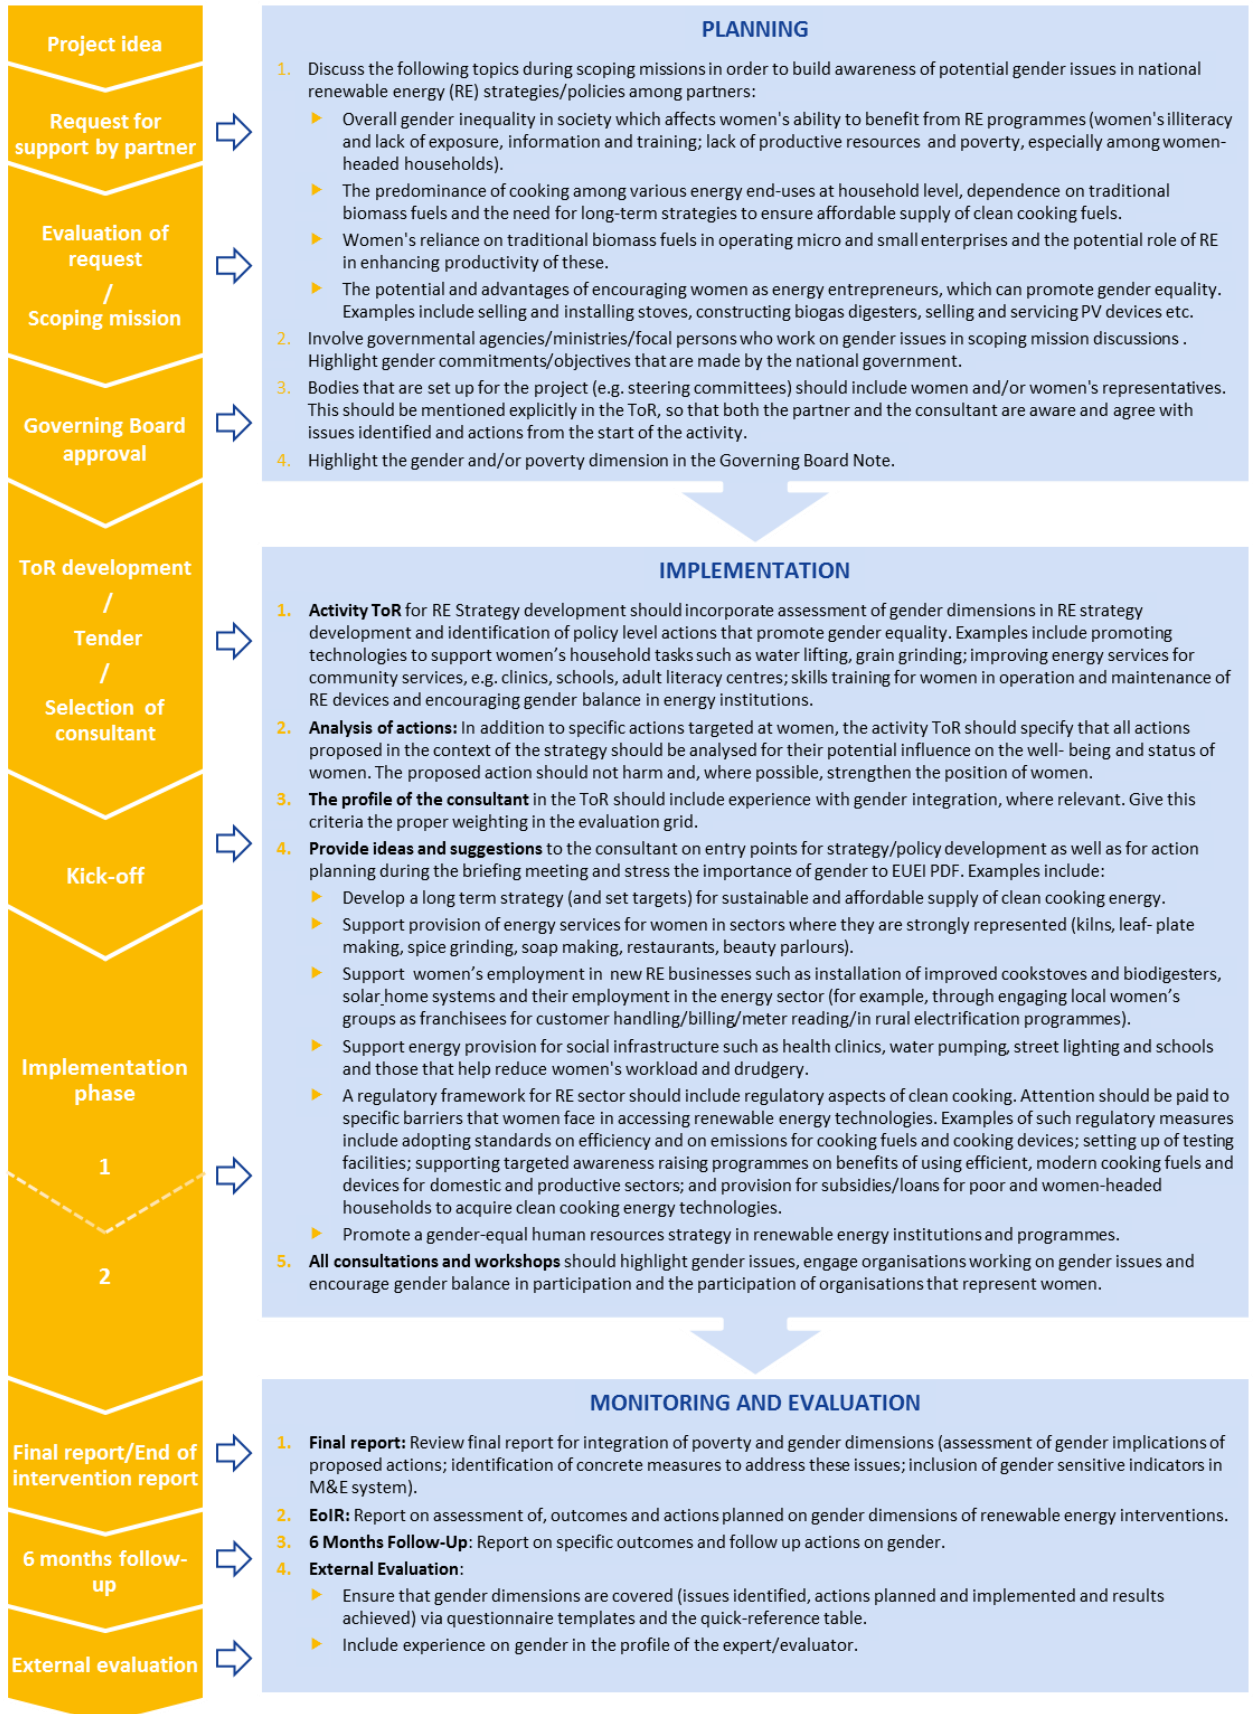 Project idea
Request for
support by partner
Evaluation of
request
/
Scoping mission
Governing Board
approval
ToR development
/
Tender
/
Selection of
consultant
Kick-off
Implementation
phase
1
2
Final report/End of
intervention report
6 months follow-
up
External evaluation
PLANNING
1. Discuss the following topics during scoping missions in order to build awareness of potential gender issues in national
renewable energy (RE) strategies/policies among partners:
Overall gender inequality in society which affects women's ability to benefit from RE programmes (women's illiteracy
and lack of exposure, information and training; lack of productive resources and poverty, especially among women-
headed households).
The predominance of cooking among various energy end-uses at household level, dependence on traditional
biomass fuels and the need for long-term strategies to ensure affordable supply of clean cooking fuels.
Women's reliance on traditional biomass fuels in operating micro and small enterprises and the potential role of RE
in enhancing productivity of these.
The potential and advantages of encouraging women as energy entrepreneurs, which can promote gender equality.
Examples include selling and installing stoves, constructing biogas digesters, selling and servicing PV devices etc.
2. Involve governmental agencies/ministries/focal persons who work on gender issues in scoping mission discussions .
Highlight gender commitments/objectives that are made by the national government.
3. Bodies that are set up for the project (e.g. steering committees) should include women and/or women's representatives.
This should be mentioned explicitly in the ToR, so that both the partner and the consultant are aware and agree with
issues identified and actions from the start of the activity.
4. Highlight the gender and/or poverty dimension in the Governing Board Note.
IMPLEMENTATION
1. Activity ToR for RE Strategy development should incorporate assessment of gender dimensions in RE strategy
development and identification of policy level actions that promote gender equality. Examples include promoting
technologies to support women's household tasks such as water lifting, grain grinding; improving energy services for
community services, e.g. clinics, schools, adult literacy centres; skills training for women in operation and maintenance of
RE devices and encouraging gender balance in energy institutions.
2. Analysis of actions: In addition to specific actions targeted at women, the activity ToR should specify that all actions
proposed in the context of the strategy should be analysed for their potential influence on the well- being and status of
women. The proposed action should not harm and, where possible, strengthen the position of women.
3. The profile of the consultant in the ToR should include experience with gender integration, where relevant. Give this
criteria the proper weighting in the evaluation grid.
4. Provide ideas and suggestions to the consultant on entry points for strategy/policy development as well as for action
planning during the briefing meeting and stress the importance of gender to EUEI PDF. Examples include:
Develop a long term strategy (and set targets) for sustainable and affordable supply of clean cooking energy.
Support provision of energy services for women in sectors where they are strongly represented (kilns, leaf- plate
making, spice grinding, soap making, restaurants, beauty parlours).
Support women's employment in new RE businesses such as installation of improved cookstoves and biodigesters,
solar home systems and their employment in the energy sector (for example, through engaging local women's
groups as franchisees for customer handling/billing/meter reading/in rural electrification programmes).
Support energy provision for social infrastructure such as health clinics, water pumping, street lighting and schools
and those that help reduce women's workload and drudgery.
A regulatory framework for RE sector should include regulatory aspects of clean cooking. Attention should be paid to
specific barriers that women face in accessing renewable energy technologies. Examples of such regulatory measures
include adopting standards on efficiency and on emissions for cooking fuels and cooking devices; setting up of testing
facilities; supporting targeted awareness raising programmes on benefits of using efficient, modern cooking fuels and
devices for domestic and productive sectors; and provision for subsidies/loans for poor and women-headed
households to acquire clean cooking energy technologies.
Promote a gender-equal human resources strategy in renewable energy institutions and programmes.
5. All consultations and workshops should highlight gender issues, engage organisations working on gender issues and
encourage gender balance in participation and the participation of organisations that represent women.
MONITORING AND EVALUATION
1. Final report: Review final report for integration of poverty and gender dimensions (assessment of gender implications of
proposed actions; identification of concrete measures to address these issues; inclusion of gender sensitive indicators in
M&E system).
2. EoIR: Report on assessment of, outcomes and actions planned on gender dimensions of renewable energy interventions.
3. 6 Months Follow-Up: Report on specific outcomes and follow up actions on gender.
4. External Evaluation:
Ensure that gender dimensions are covered (issues identified, actions planned and implemented and results
achieved) via questionnaire templates and the quick-reference table.
Include experience on gender in the profile of the expert/evaluator.